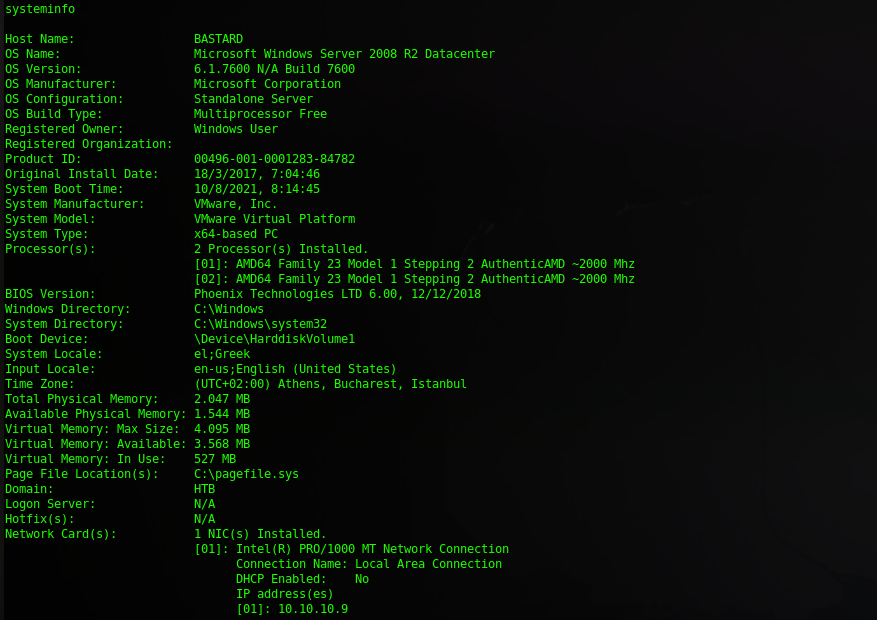 systeminfo
Host Name: BASTARD
OS Name: Microsoft Windows Server 2008 R2 Datacenter
OS Version: 6.1.7600 N/A Build 7600
OS Manufacturer: Microsoft Corporation
OS Configuration: Standalone Server
OS Build Type: Multiprocessor Free
Registered Owner: Windows User
Registered Organization:
Product ID: 00496-001-0001283-84782
Original Install Date: 18/3/2017, 7:04:46
System Boot Time: 10/8/2021, 8:14:45
System Manufacturer: VMware, Inc.
System Model: VMware Virtual Platform
System Type: x64-based PC
Processor(s): 2 Processor(s) Installed.
[01]: AMD64 Family 23 Model 1 Stepping 2 AuthenticAMD ~2000 Mhz
[02]: AMD64 Family 23 Model 1 Stepping 2 AuthenticAMD ~2000 Mhz
BIOS Version: Phoenix Technologies LTD 6.00, 12/12/2018
Windows Directory: C:\Windows
System Directory: C:\Windows\system32
Boot Device: \Device\HarddiskVolume1
System Locale: el;Greek
Input Locale: en-us;English (United States)
Time Zone: (UTC+02:00) Athens, Bucharest, Istanbul
Total Physical Memory: 2.047 MB
Available Physical Memory: 1.544 MB
Virtual Memory: Max Size: 4.095 MB
Virtual Memory: Available: 3.568 MB
Virtual Memory: In Use: 527 MB
Page File Location(s): C:\pagefile.sys
Domain: HTB
Logon Server: N/A
Hotfix(s): N/A
Network Card(s): 1 NIC(s) Installed.
[01]: Intel(R) PRO/1000 MT Network Connection
Connection Name: Local Area Connection
DHCP Enabled: No
IP address(es)
[01]: 10.10.10.9